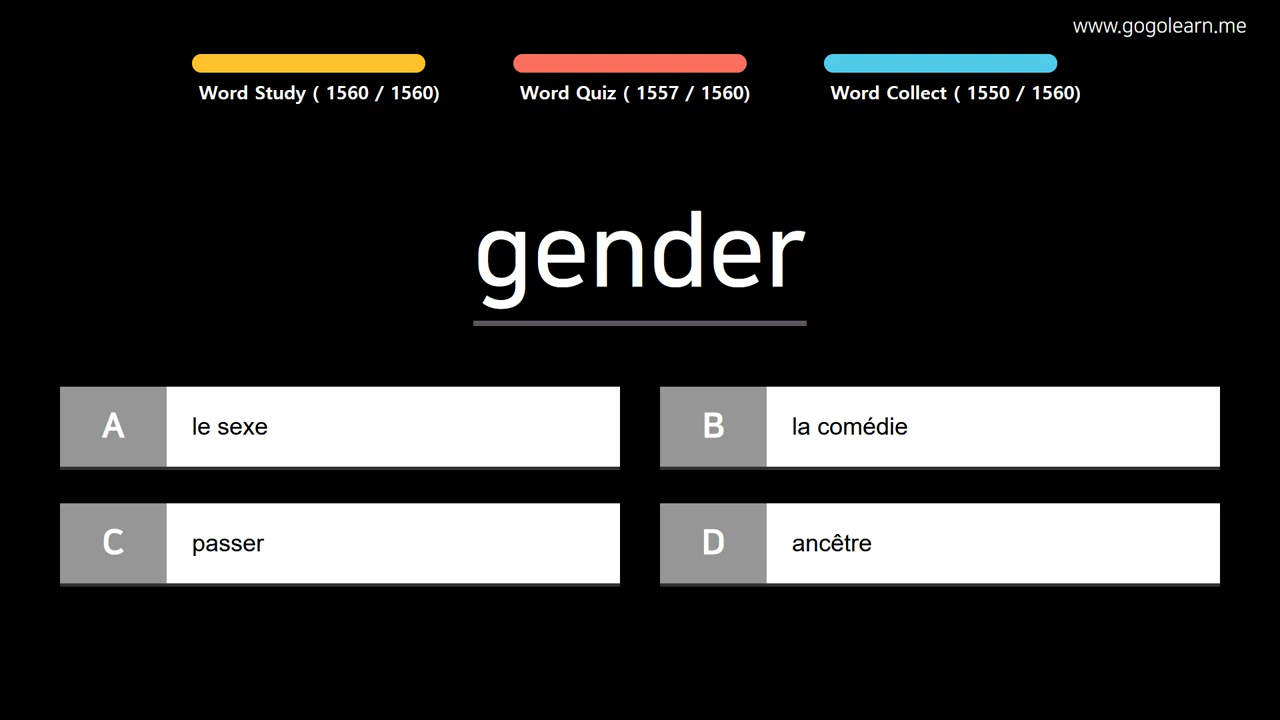 www.gogolearn.me
Word Study ( 1560 / 1560)
Word Quiz ( 1557 / 1560)
Word Collect ( 1550 / 1560)
gender
A
le sexe
B
la comédie
C
passer
D
ancêtre